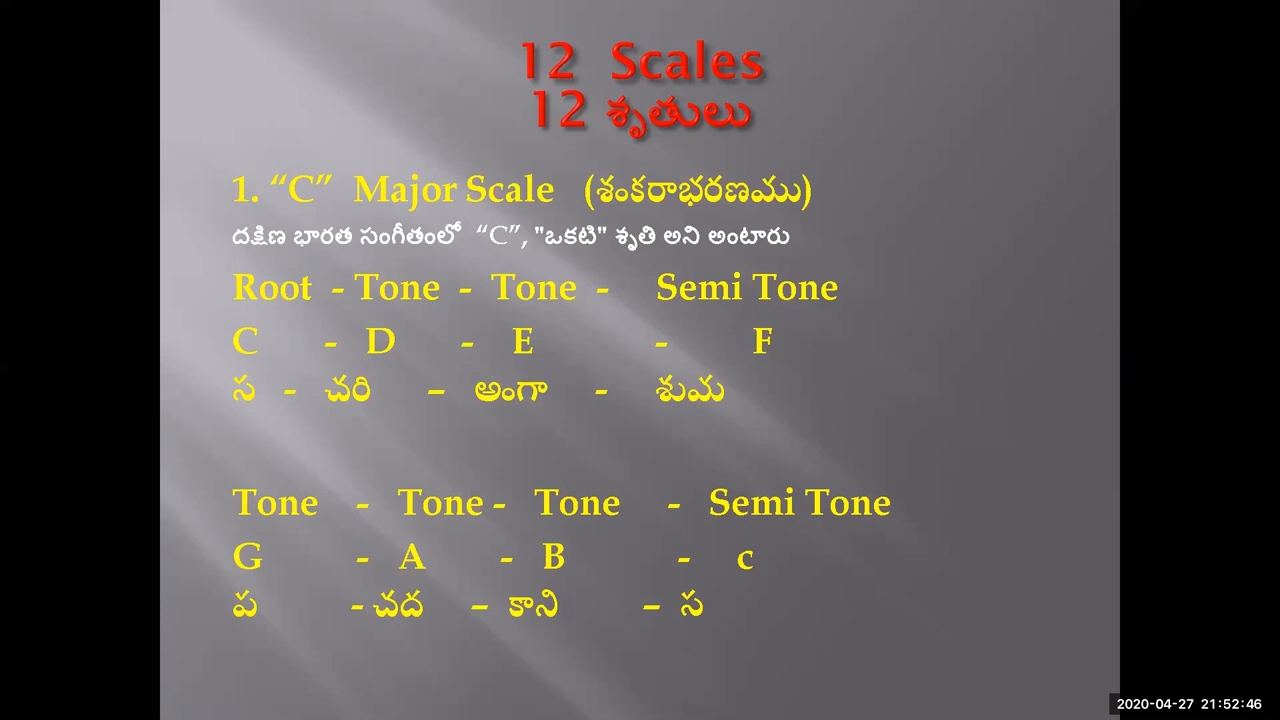 12 Scales
12 శృతులు
1. “C” Major Scale (శంకరాభరణము)
దక్షిణ భారత సంగీతంలో “C”, "ఒకటి" శృతి అని అంటారు
Root - Tone - Tone - Semi Tone
C - D - E - F
స - చరి – అంగా - శుమ
Tone - Tone - Tone - Semi Tone
G - A - B - c
ప - చద – కాని – స
2020-04-27 21:52:46